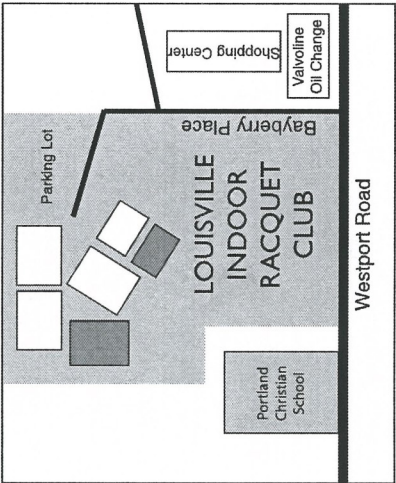 Shopping Center
Valvoline
Oil Change
Bayberry Place
Parking Lot
LOUISVILLE
INDOOR
RACQUET
CLUB
Portland
Christian
School
Westport Road